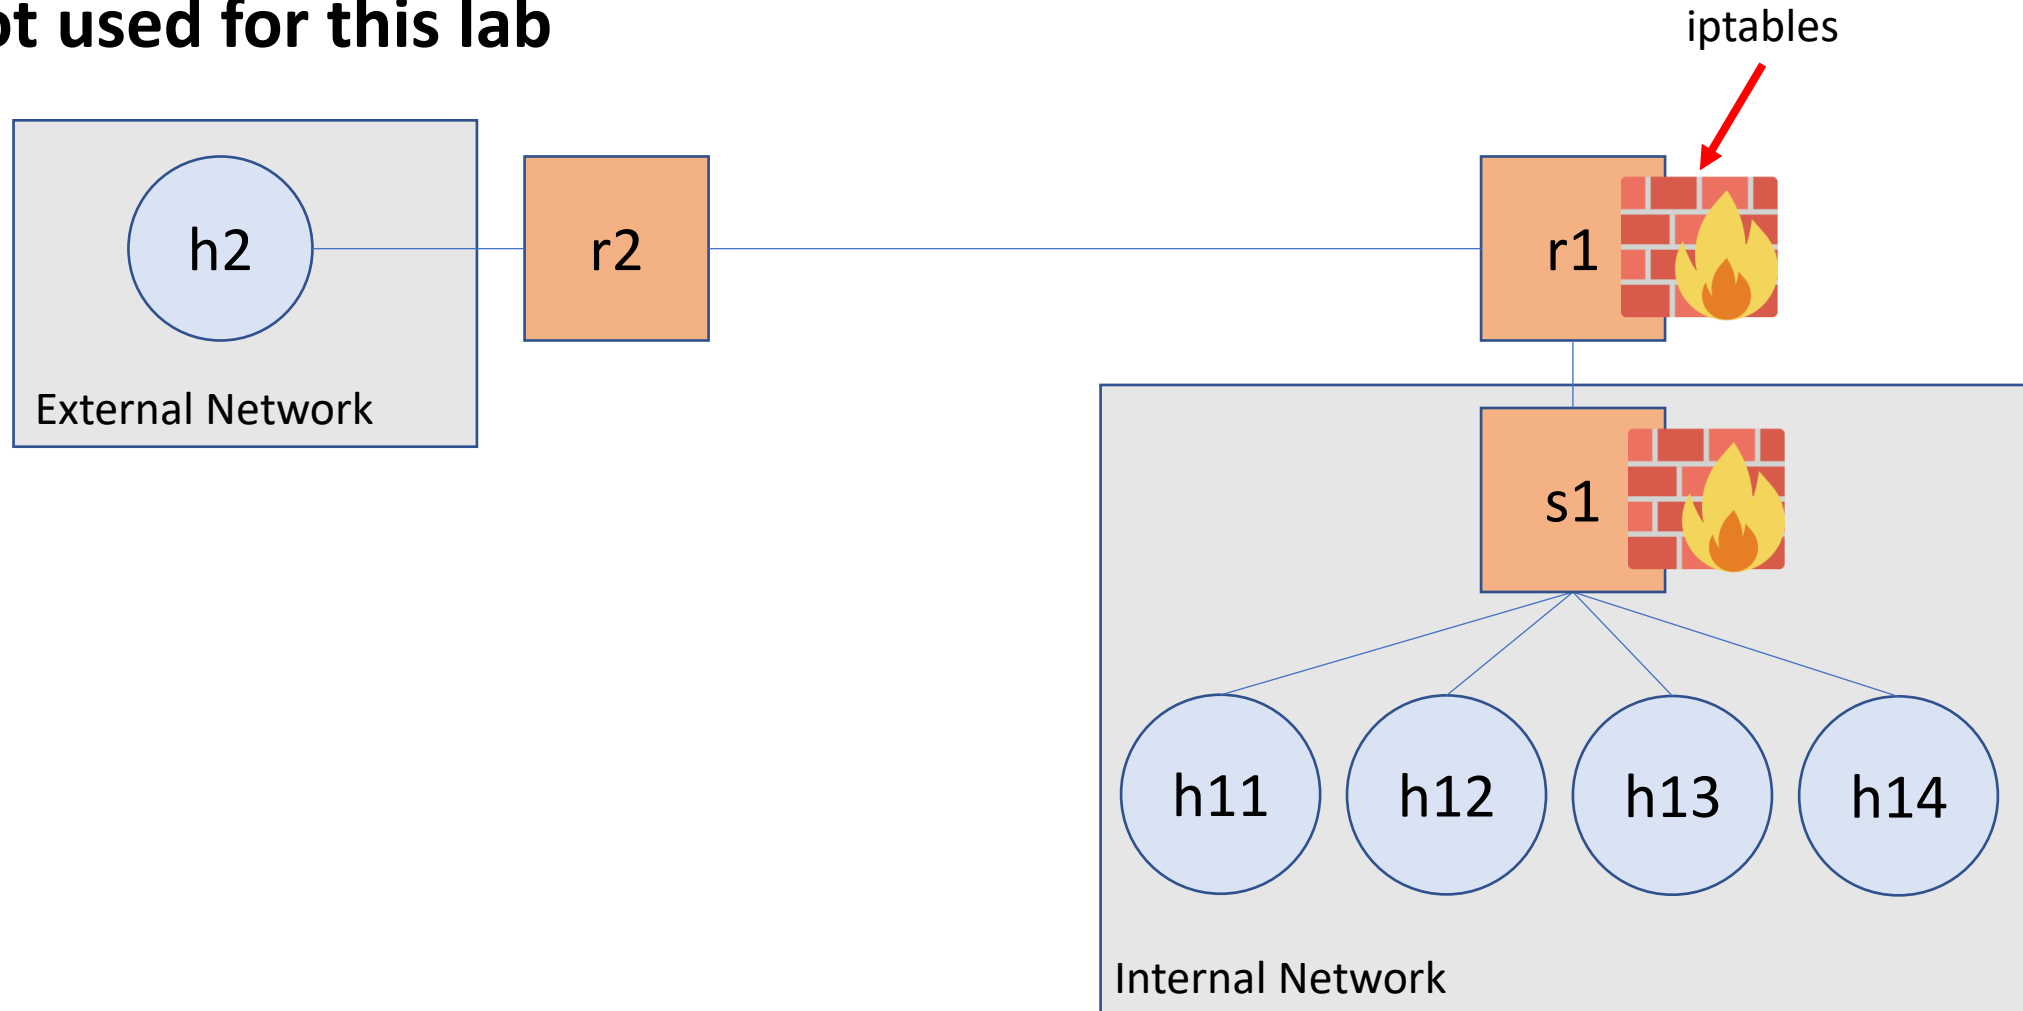 used for this lab
iptables
h2
r2
r1
External Network
s1
h11
h12
h13
h14
Internal Network